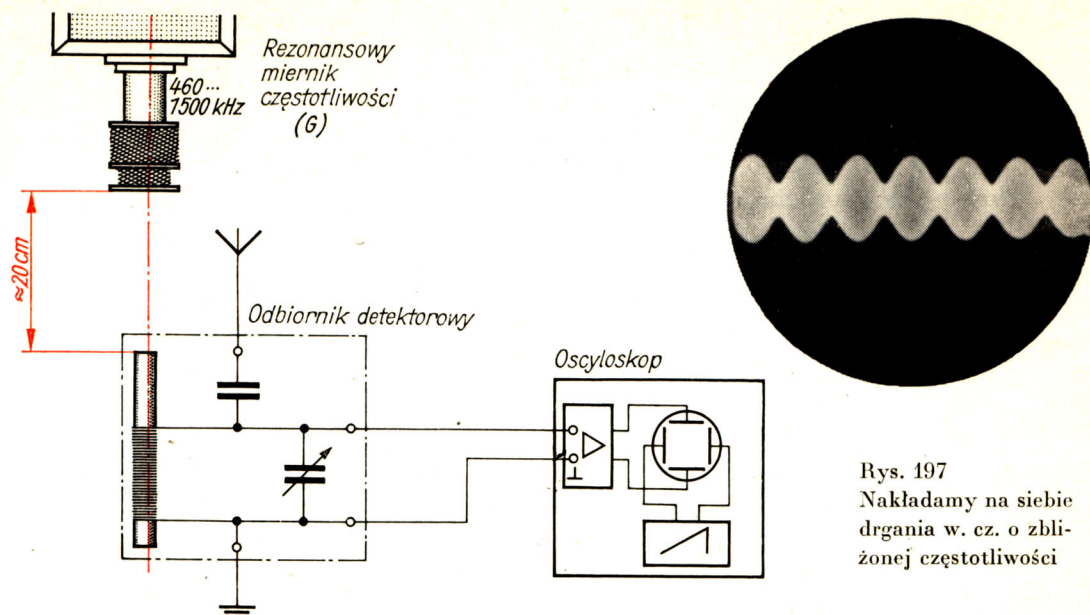 Rezonansowy
miernik
częstotliwości
(G)
460...
1500 kHz
≈20cm
Odbiornik detektorowy
Oscyloskop
Rys. 197
Nakładamy na siebie
drgania w. cz. o zbli-
żonej częstotliwości